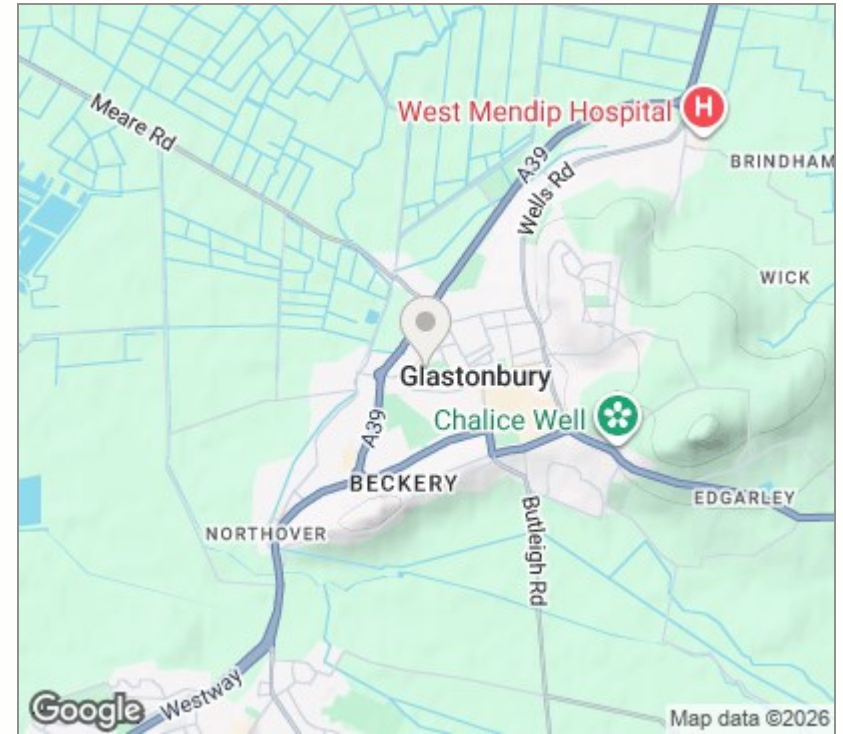 Meare Rd
West Mendip Hospital
H
A39
Wells Rd
BRINDHAM
WICK
Glastonbury
Chalice Well
A39
BECKERY
EDGARLEY
NORTHOVER
Butleigh Rd
Westway
Google
Map data ©2026